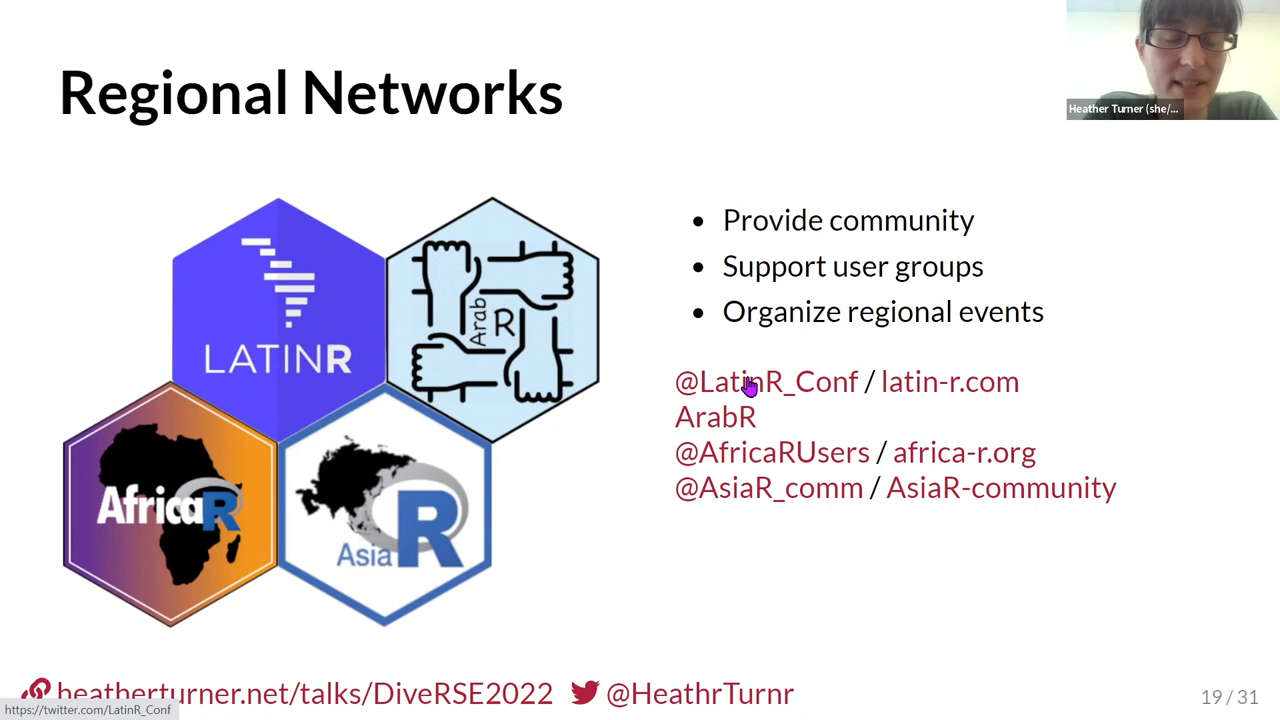 Regional Networks
Heather Turner (she/...
LATINR
Arab R
AfricaR
Asia R
• Provide community
• Support user groups
• Organize regional events
@LatinR_Conf / latin-r.com
ArabR
@AfricaRUsers / africa-r.org
@AsiaR_comm / AsiaR-community
heatherturner.net/talks/DiveRSE2022 @HeathrTurnr
19 / 31
https://twitter.com/LatinR_Conf